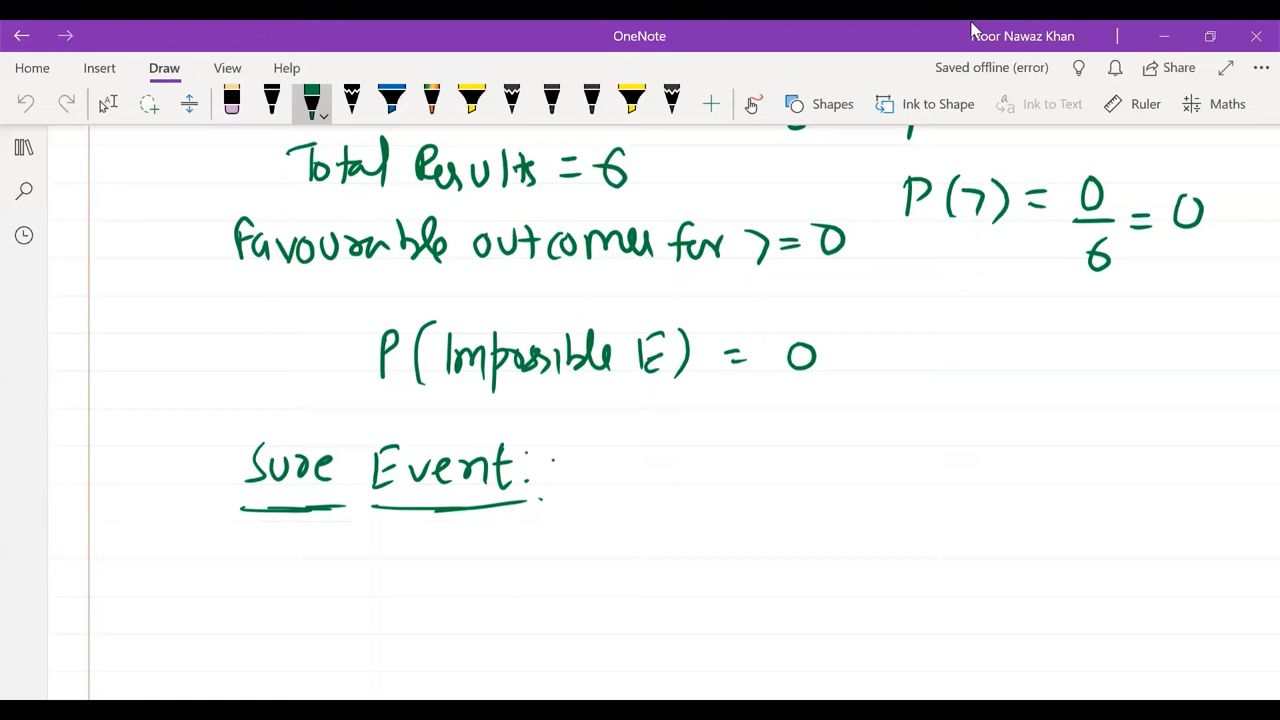 OneNote
Noor Nawaz Khan
Home Insert Draw View Help
Saved offline (error)
Share
Shapes
Ink to Shape
Ink to Text
Ruler
Maths
Total Results = 6
P(7) = 0/6 = 0
Favourable outcomes for 7 = 0
P(Impossible E) = 0
Sure Event: